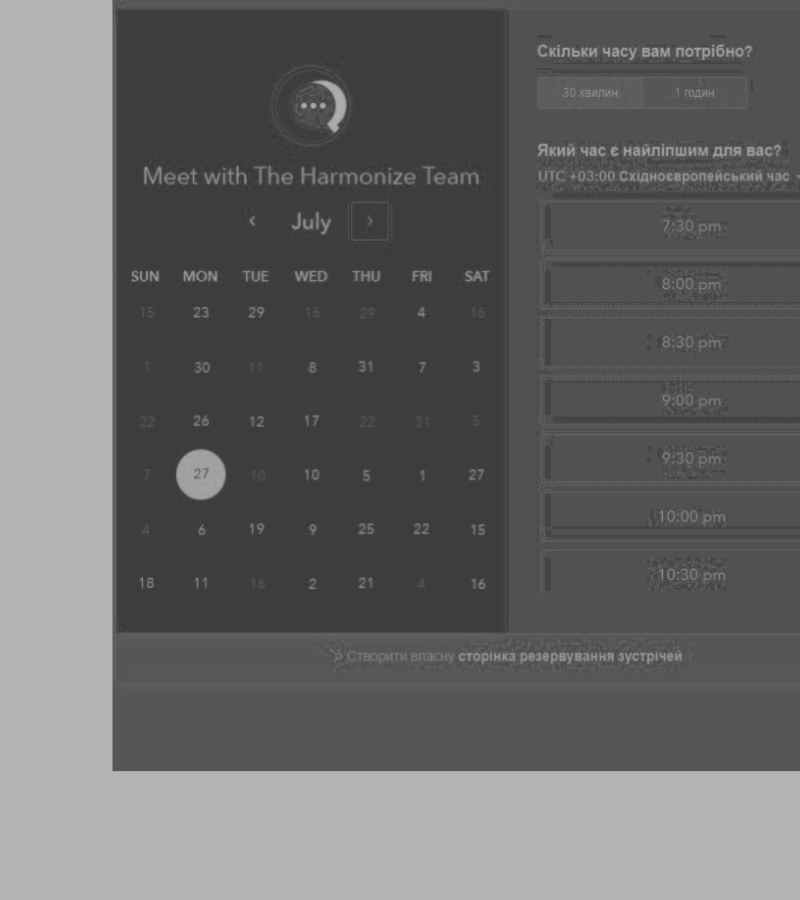 Meet with The Harmonize Team
July
SUN MON TUE WED THU FRI SAT
15 23 29 16 29 4 16
1 30 11 8 31 7 3
22 26 12 17 22 31 5
7 27 10 10 5 1 27
4 6 19 9 25 22 15
18 11 16 2 21 4 16
Скільки часу вам потрібно?
30 хвилин 1 годин
Який час є найліпшим для вас?
UTC +03:00 Східноєвропейський час
7:30 pm
8:00 pm
8:30 pm
9:00 pm
9:30 pm
10:00 pm
10:30 pm
Створити власну сторінка резервування зустрічей